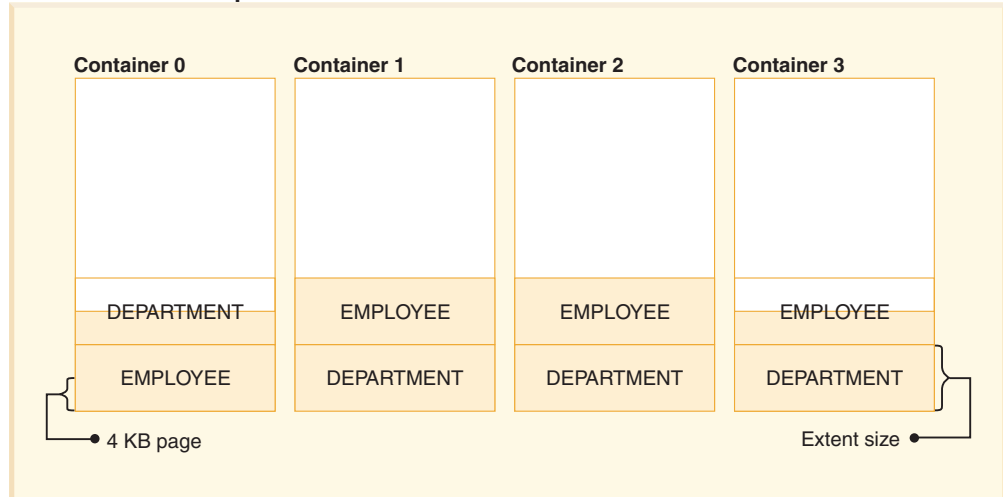 Container 0 Container 1 Container 2 Container 3
DEPARTMENT EMPLOYEE EMPLOYEE EMPLOYEE
EMPLOYEE DEPARTMENT DEPARTMENT DEPARTMENT
4 KB page Extent size